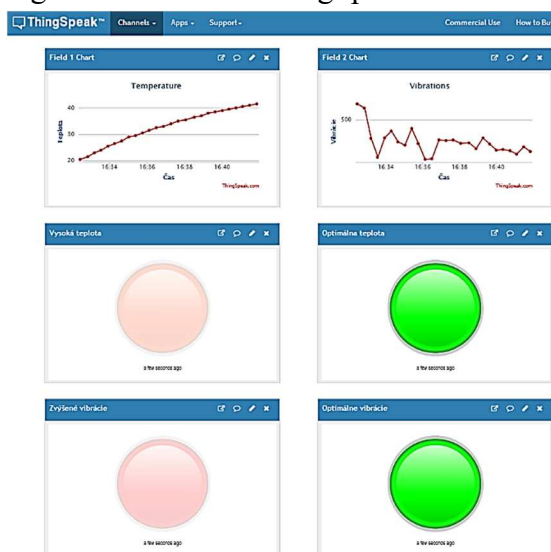 ThingSpeak™ Channels Apps Support Commercial Use How to Bu
Field 1 Chart
Temperature
40
30
20
Teplota
16:34 16:36 16:38 16:40
Čas
ThingSpeak.com
Field 2 Chart
Vibrations
500
Vibrácie
16:34 16:36 16:38 16:40
Čas
ThingSpeak.com
Vysoká teplota
a few seconds ago
Optimálna teplota
a few seconds ago
Zvýšené vibrácie
a few seconds ago
Optimálne vibrácie
a few seconds ago